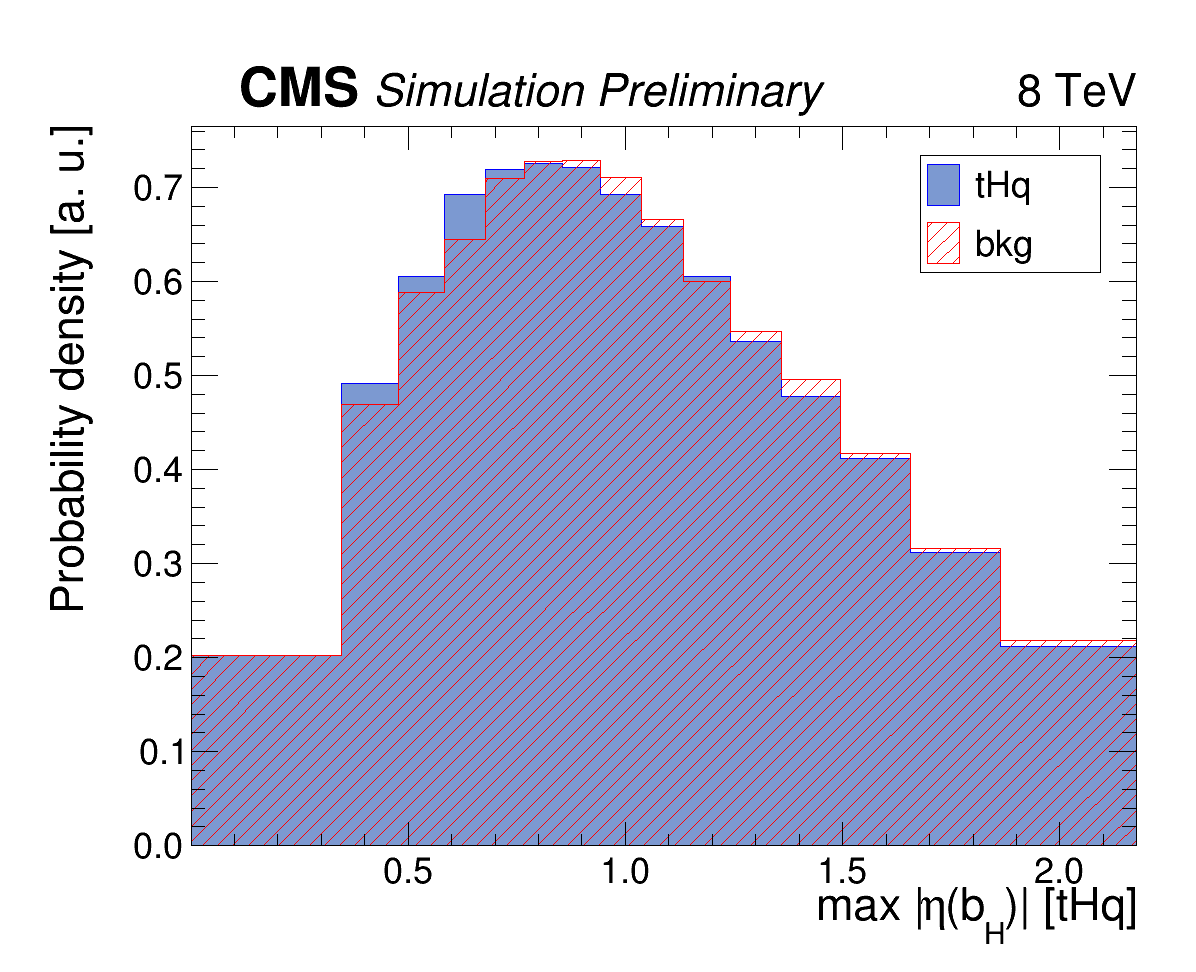 CMS Simulation Preliminary 8 TeV
Probability density [a. u.]
tHq
bkg
0.7
0.6
0.5
0.4
0.3
0.2
0.1
0.0
0.5 1.0 1.5 2.0
max |η(b_H)| [tHq]